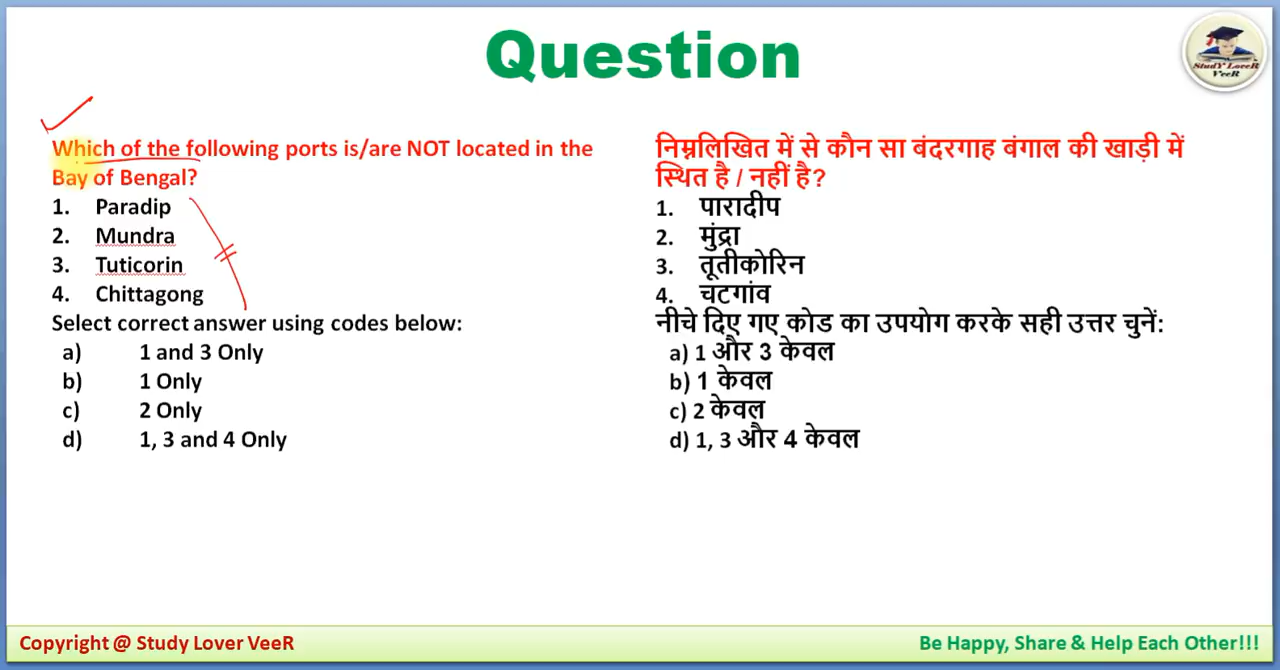 Question
StudY LoveR
VeeR
Which of the following ports is/are NOT located in the
Bay of Bengal?
1. Paradip
2. Mundra
3. Tuticorin
4. Chittagong
Select correct answer using codes below:
a) 1 and 3 Only
b) 1 Only
c) 2 Only
d) 1, 3 and 4 Only
निम्नलिखित में से कौन सा बंदरगाह बंगाल की खाड़ी में
स्थित है / नहीं है?
1. पारादीप
2. मुंद्रा
3. तूतीकोरिन
4. चटगांव
नीचे दिए गए कोड का उपयोग करके सही उत्तर चुनें:
a) 1 और 3 केवल
b) 1 केवल
c) 2 केवल
d) 1, 3 और 4 केवल
Copyright @ Study Lover VeeR
Be Happy, Share & Help Each Other!!!